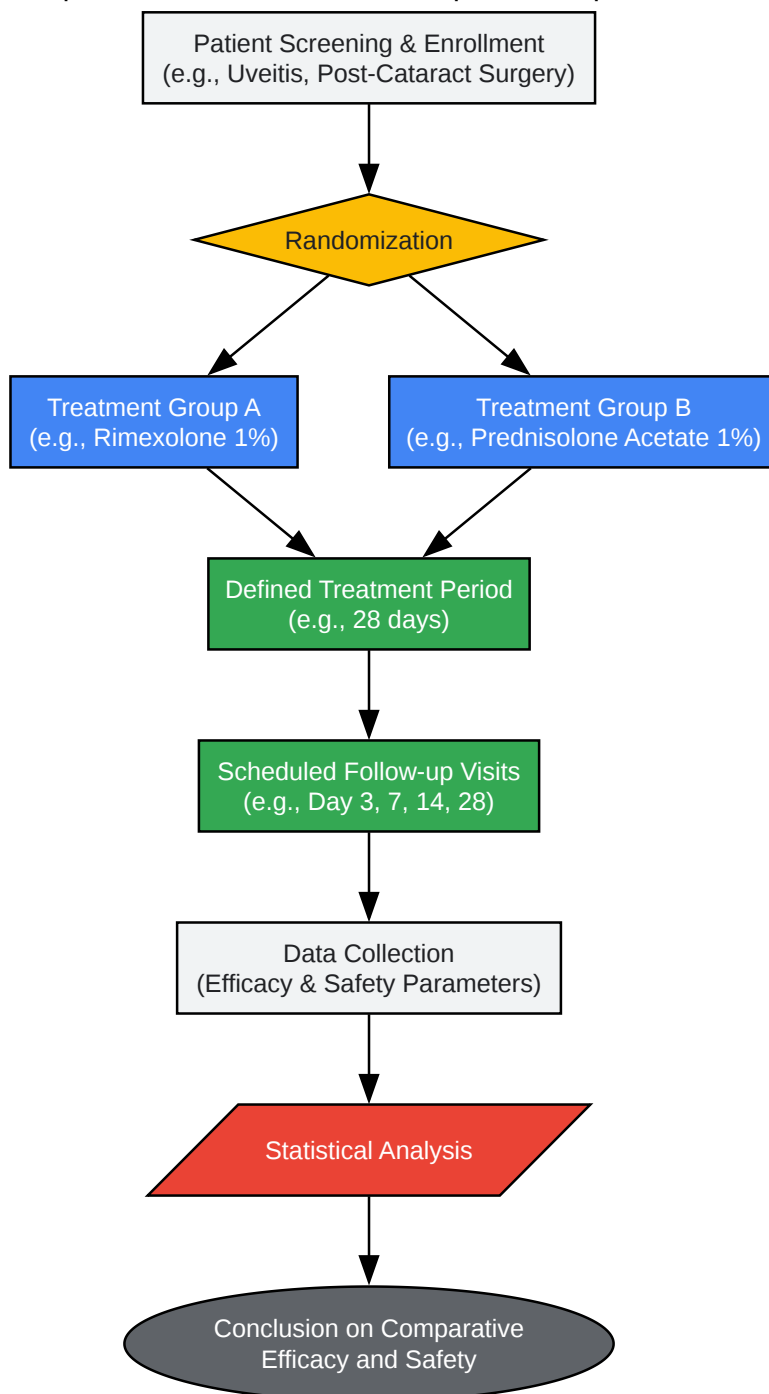 Patient Screening & Enrollment
(e.g., Uveitis, Post-Cataract Surgery)
Randomization
Treatment Group A
(e.g., Rimexolone 1%)
Treatment Group B
(e.g., Prednisolone Acetate 1%)
Defined Treatment Period
(e.g., 28 days)
Scheduled Follow-up Visits
(e.g., Day 3, 7, 14, 28)
Data Collection
(Efficacy & Safety Parameters)
Statistical Analysis
Conclusion on Comparative
Efficacy and Safety